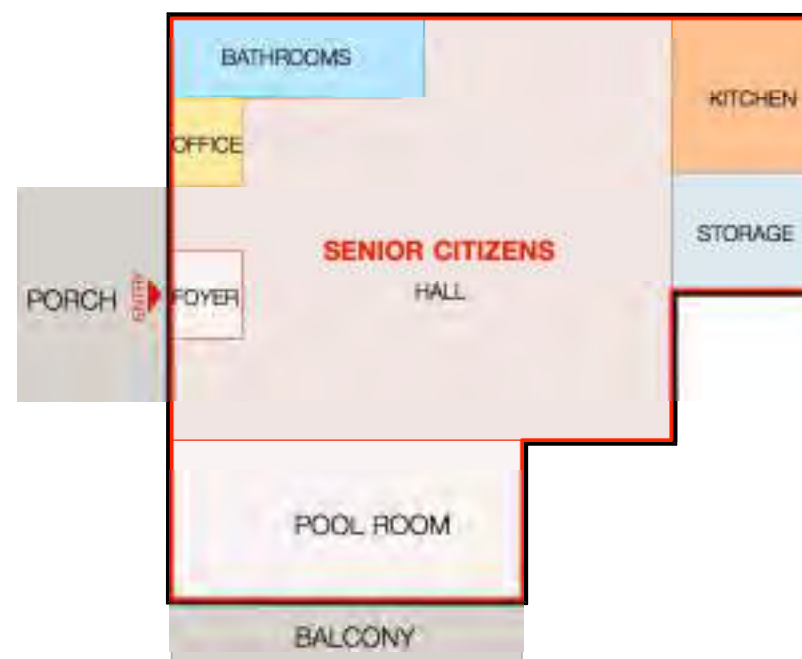 BATHROOMS
KITCHEN
OFFICE
STORAGE
SENIOR CITIZENS
HALL
PORCH
ENTRY
FOYER
POOL ROOM
BALCONY